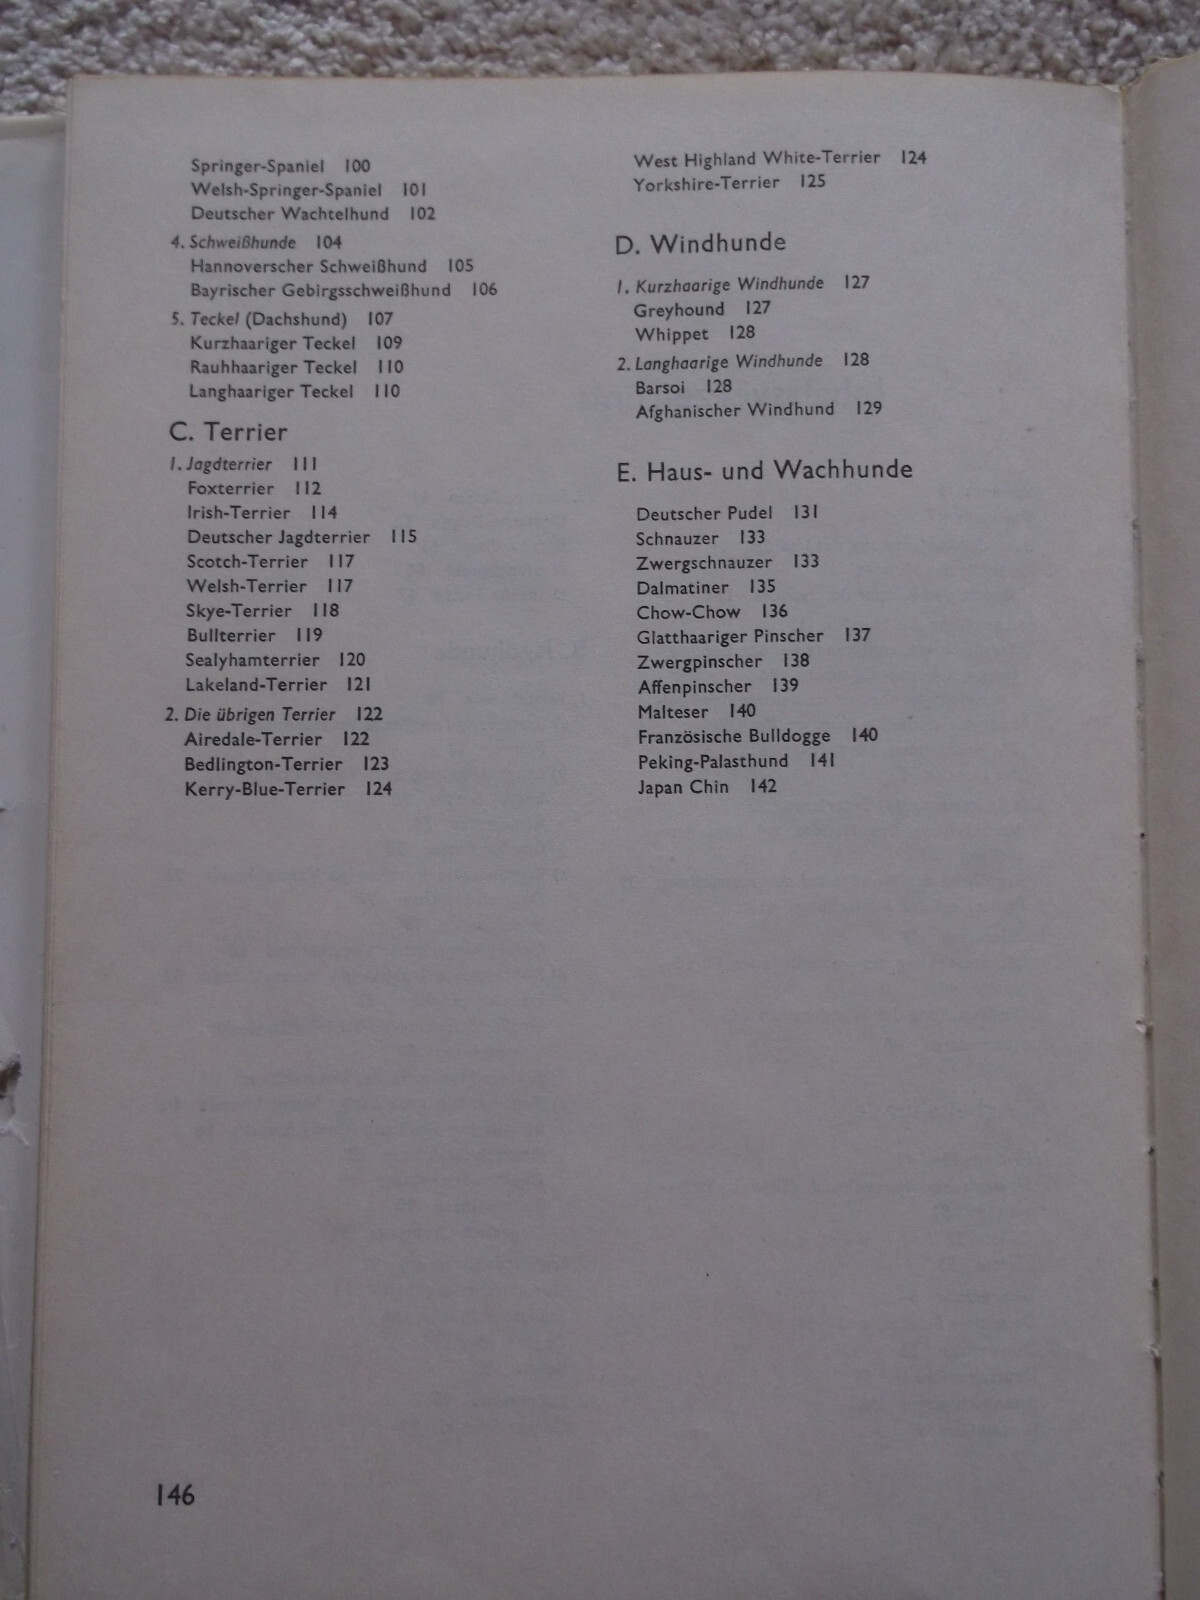 Springer-Spaniel 100
Welsh-Springer-Spaniel 101
Deutscher Wachtelhund 102
4. Schweißhunde 104
Hannoverscher Schweißhund 105
Bayrischer Gebirgsschweißhund 106
5. Teckel (Dachshund) 107
Kurzhaariger Teckel 109
Rauhhaariger Teckel 110
Langhaariger Teckel 110
C. Terrier
1. Jagdterrier 111
Foxterrier 112
Irish-Terrier 114
Deutscher Jagdterrier 115
Scotch-Terrier 117
Welsh-Terrier 117
Skye-Terrier 118
Bullterrier 119
Sealyhamterrier 120
Lakeland-Terrier 121
2. Die übrigen Terrier 122
Airedale-Terrier 122
Bedlington-Terrier 123
Kerry-Blue-Terrier 124
West Highland White-Terrier 124
Yorkshire-Terrier 125
D. Windhunde
1. Kurzhaarige Windhunde 127
Greyhound 127
Whippet 128
2. Langhaarige Windhunde 128
Barsoi 128
Afghanischer Windhund 129
E. Haus- und Wachhunde
Deutscher Pudel 131
Schnauzer 133
Zwergschnauzer 133
Dalmatiner 135
Chow-Chow 136
Glatthaariger Pinscher 137
Zwergpinscher 138
Affenpinscher 139
Malteser 140
Französische Bulldogge 140
Peking-Palasthund 141
Japan Chin 142
146